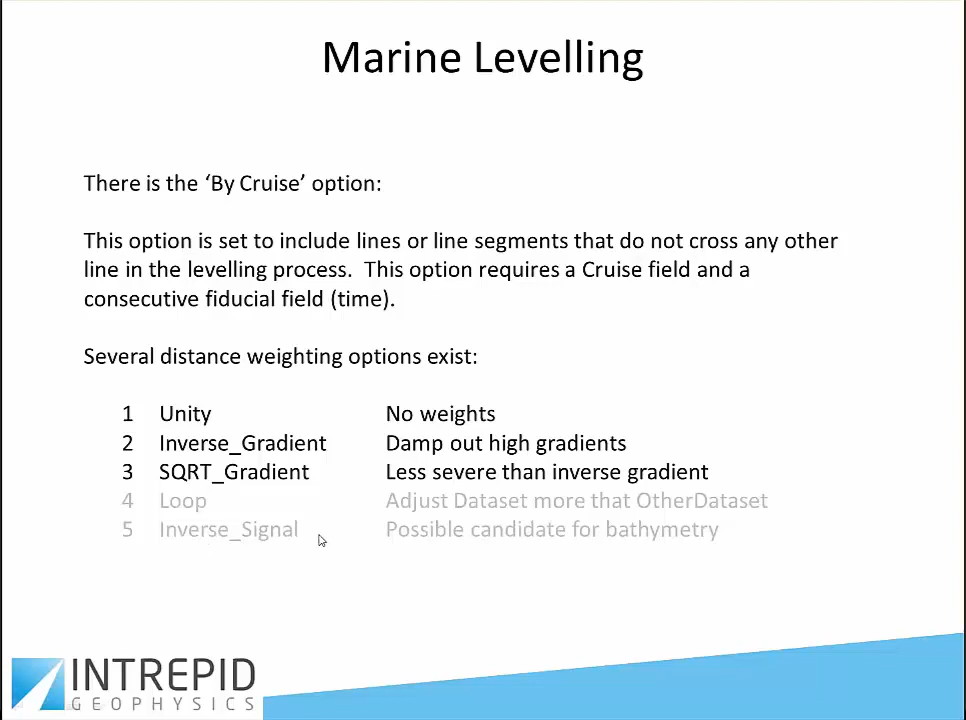 Marine Levelling
There is the ‘By Cruise’ option:
This option is set to include lines or line segments that do not cross any other
line in the levelling process.  This option requires a Cruise field and a
consecutive fiducial field (time).
Several distance weighting options exist:
1 Unity No weights
2 Inverse_Gradient Damp out high gradients
3 SQRT_Gradient Less severe than inverse gradient
4 Loop Adjust Dataset more that OtherDataset
5 Inverse_Signal Possible candidate for bathymetry
INTREPID
GEOPHYSICS